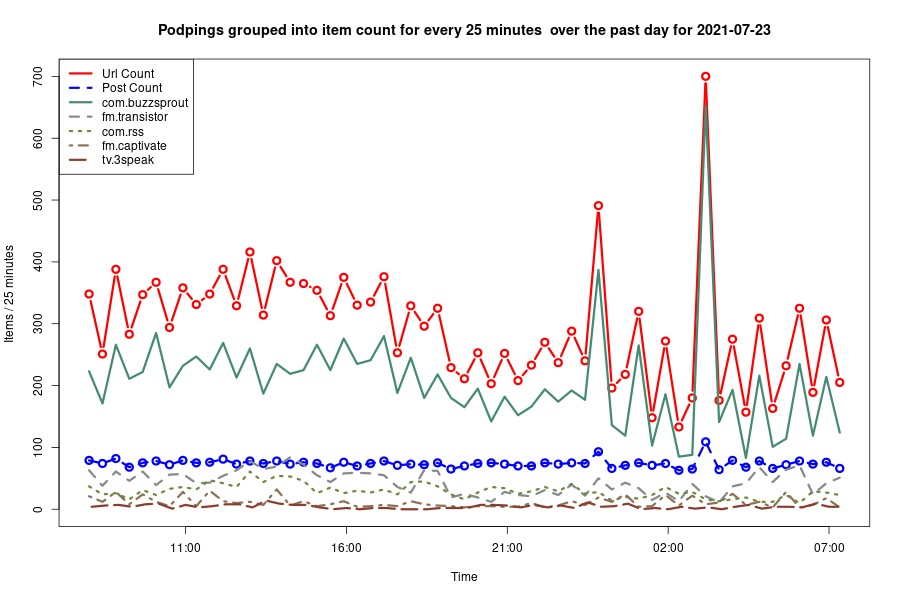 Podpings grouped into item count for every 25 minutes  over the past day for 2021-07-23
Url Count
Post Count
com.buzzsprout
fm.transistor
com.rss
fm.captivate
tv.3speak
Items / 25 minutes
700
600
500
400
300
200
100
0
11:00
16:00
21:00
02:00
07:00
Time